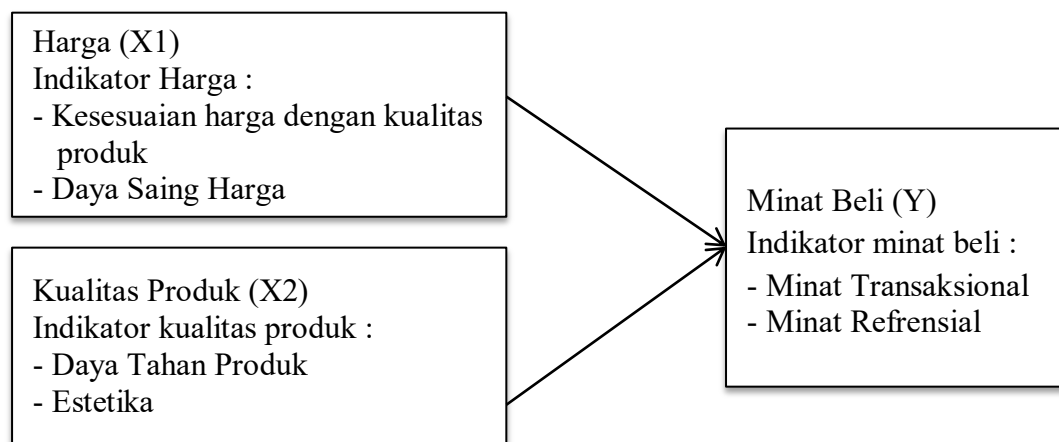 Harga (X1)
Indikator Harga :
- Kesesuaian harga dengan kualitas
produk
- Daya Saing Harga
Kualitas Produk (X2)
Indikator kualitas produk :
- Daya Tahan Produk
- Estetika
Minat Beli (Y)
Indikator minat beli :
- Minat Transaksional
- Minat Refrensial